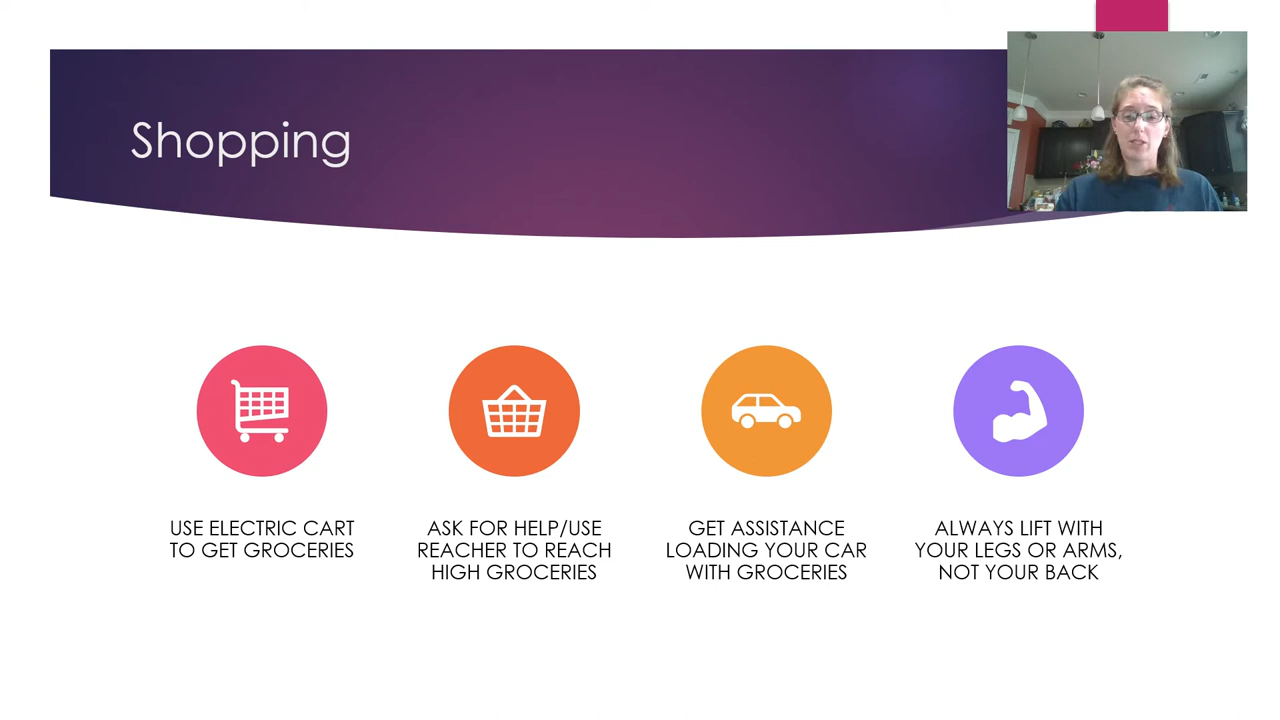 Shopping
USE ELECTRIC CART
TO GET GROCERIES
ASK FOR HELP/USE
REACHER TO REACH
HIGH GROCERIES
GET ASSISTANCE
LOADING YOUR CAR
WITH GROCERIES
ALWAYS LIFT WITH
YOUR LEGS OR ARMS,
NOT YOUR BACK